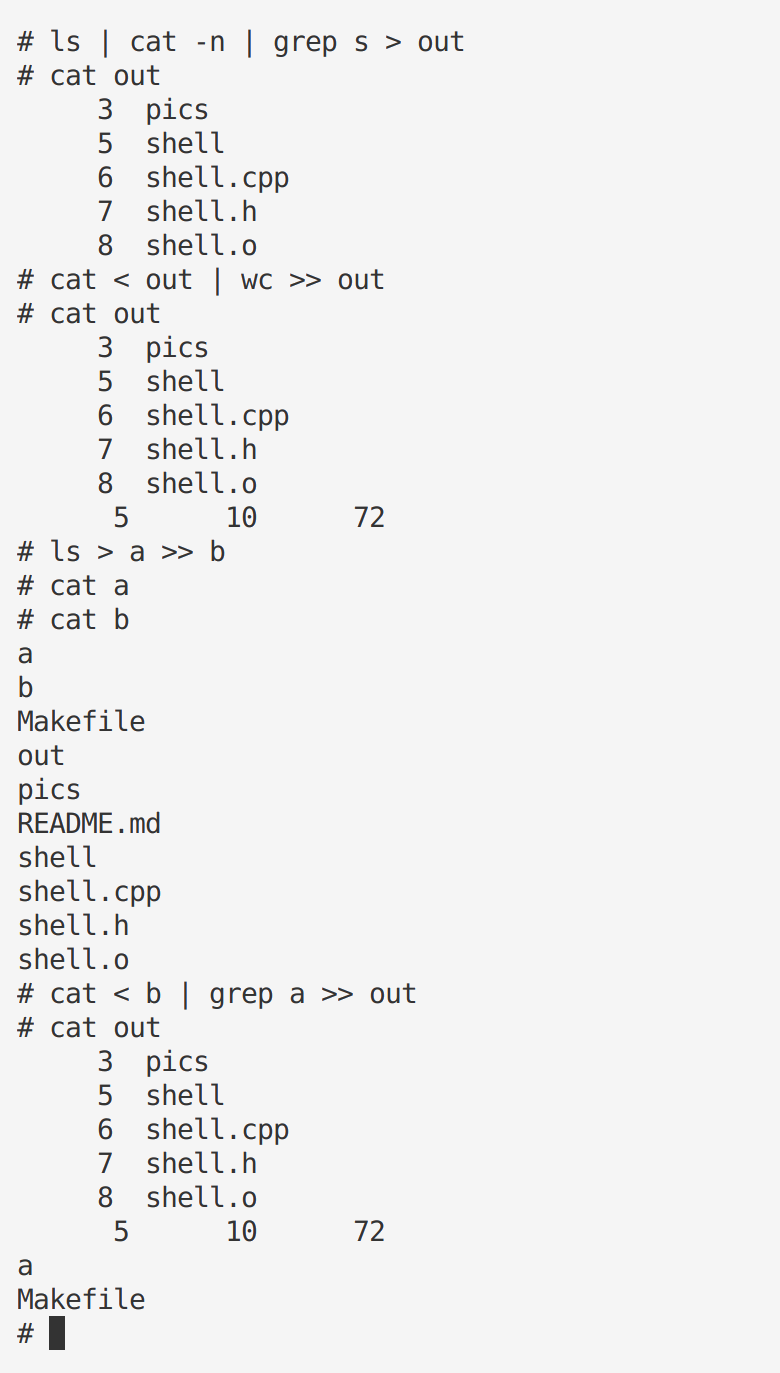 # ls | cat -n | grep s > out
# cat out
     3  pics
     5  shell
     6  shell.cpp
     7  shell.h
     8  shell.o
# cat < out | wc >> out
# cat out
     3  pics
     5  shell
     6  shell.cpp
     7  shell.h
     8  shell.o
      5      10      72
# ls > a >> b
# cat a
# cat b
a
b
Makefile
out
pics
README.md
shell
shell.cpp
shell.h
shell.o
# cat < b | grep a >> out
# cat out
     3  pics
     5  shell
     6  shell.cpp
     7  shell.h
     8  shell.o
      5      10      72
a
Makefile
#